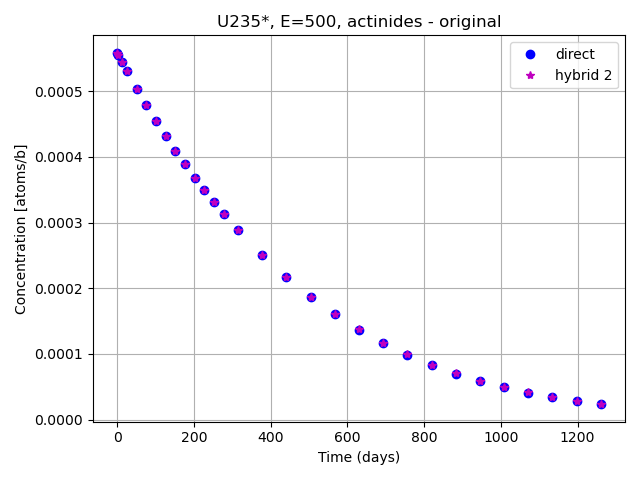 U235*, E=500, actinides - original
direct
hybrid 2
Concentration [atoms/b]
0.0005
0.0004
0.0003
0.0002
0.0001
0.0000
0 200 400 600 800 1000 1200
Time (days)